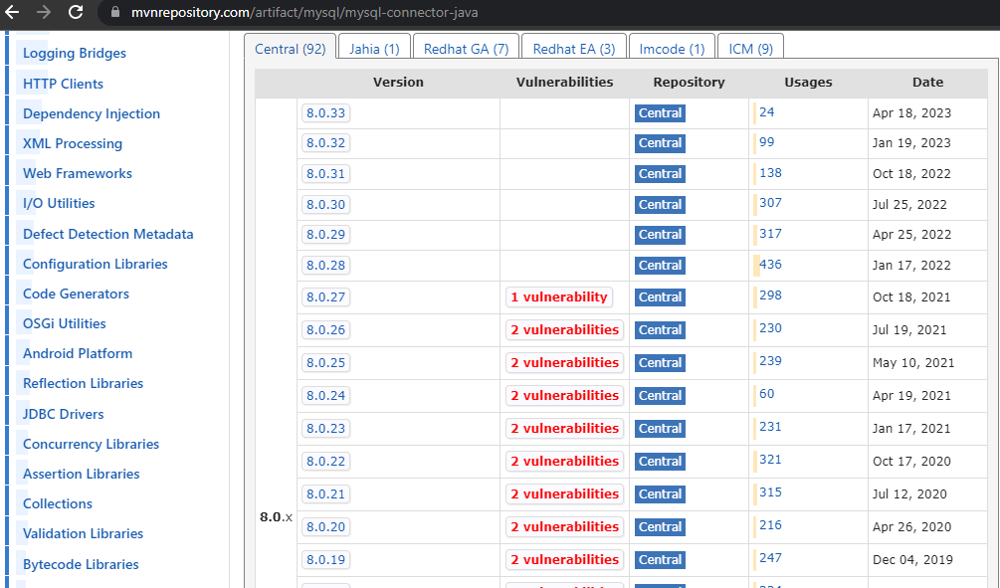 mvnrepository.com/artifact/mysql/mysql-connector-java
Logging Bridges
HTTP Clients
Dependency Injection
XML Processing
Web Frameworks
I/O Utilities
Defect Detection Metadata
Configuration Libraries
Code Generators
OSGi Utilities
Android Platform
Reflection Libraries
JDBC Drivers
Concurrency Libraries
Assertion Libraries
Collections
Validation Libraries
Bytecode Libraries
Central (92) Jahia (1) Redhat GA (7) Redhat EA (3) Imcode (1) ICM (9)
Version Vulnerabilities Repository Usages Date
8.0.33 Central 24 Apr 18, 2023
8.0.32 Central 99 Jan 19, 2023
8.0.31 Central 138 Oct 18, 2022
8.0.30 Central 307 Jul 25, 2022
8.0.29 Central 317 Apr 25, 2022
8.0.28 Central 436 Jan 17, 2022
8.0.27 1 vulnerability Central 298 Oct 18, 2021
8.0.26 2 vulnerabilities Central 230 Jul 19, 2021
8.0.25 2 vulnerabilities Central 239 May 10, 2021
8.0.24 2 vulnerabilities Central 60 Apr 19, 2021
8.0.23 2 vulnerabilities Central 231 Jan 17, 2021
8.0.22 2 vulnerabilities Central 321 Oct 17, 2020
8.0.21 2 vulnerabilities Central 315 Jul 12, 2020
8.0.x
8.0.20 2 vulnerabilities Central 216 Apr 26, 2020
8.0.19 2 vulnerabilities Central 247 Dec 04, 2019